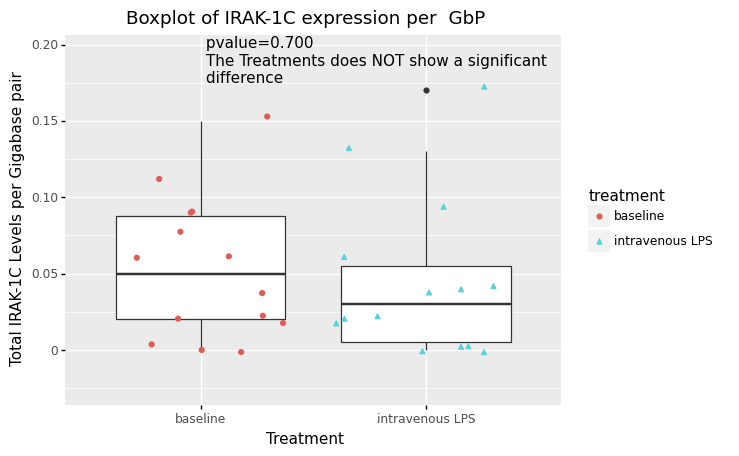 Boxplot of IRAK-1C expression per  GbP
pvalue=0.700
The Treatments does NOT show a significant
difference
Total IRAK-1C Levels per Gigabase pair
0.20
0.15
0.10
0.05
0
baseline
intravenous LPS
Treatment
treatment
baseline
intravenous LPS